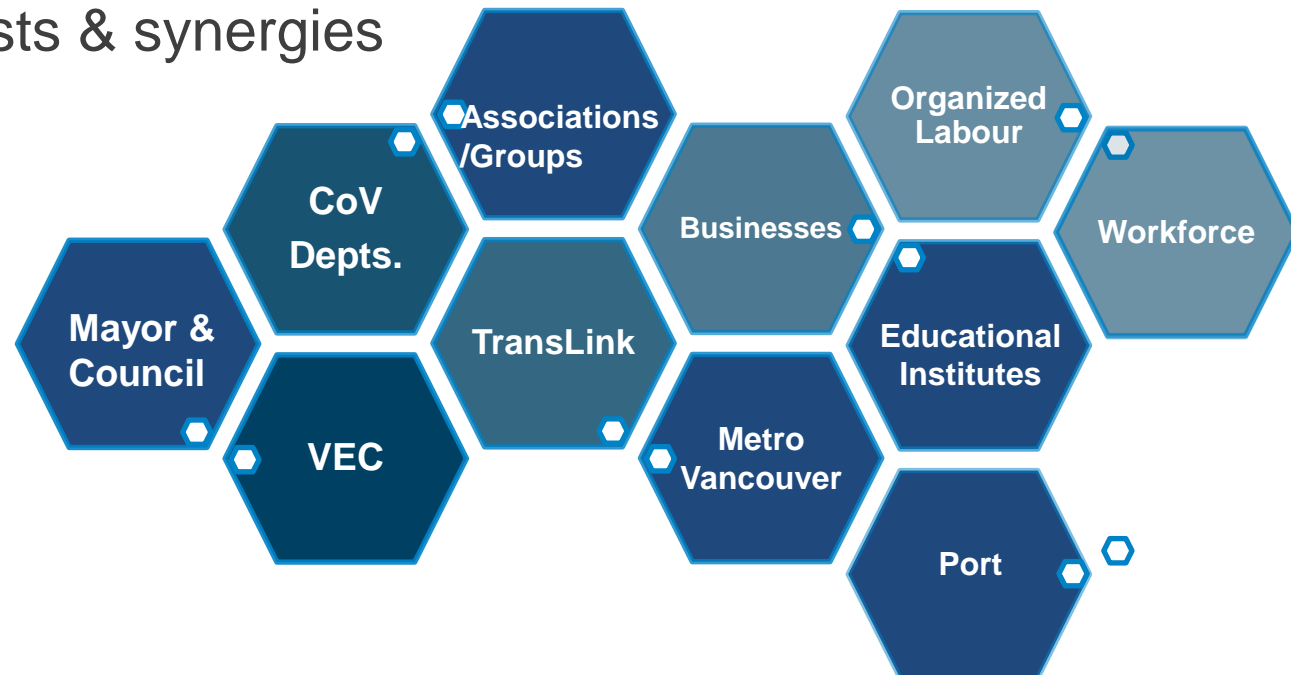 sts & synergies
Associations
/Groups
Organized
Labour
CoV
Depts.
Businesses
Workforce
Mayor &
Council
TransLink
Educational
Institutes
VEC
Metro
Vancouver
Port